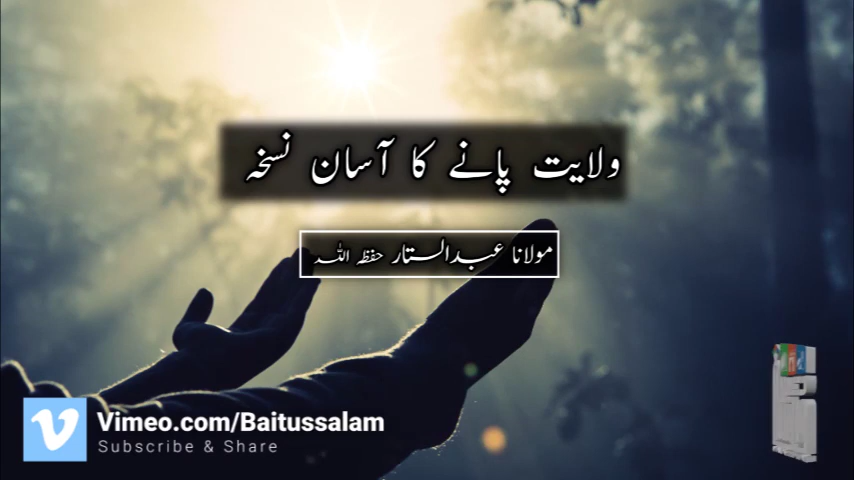 ولایت پانے کا آسان نسخہ
مولانا عبدالستار حفظہ اللہ
Vimeo.com/Baitussalam
Subscribe & Share